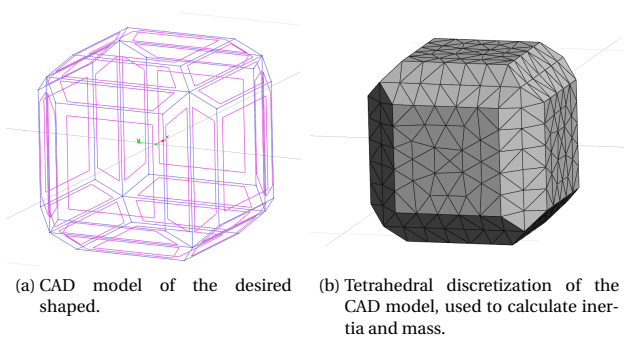 (a) CAD model of the desired
shaped.
(b) Tetrahedral discretization of the
CAD model, used to calculate iner-
tia and mass.